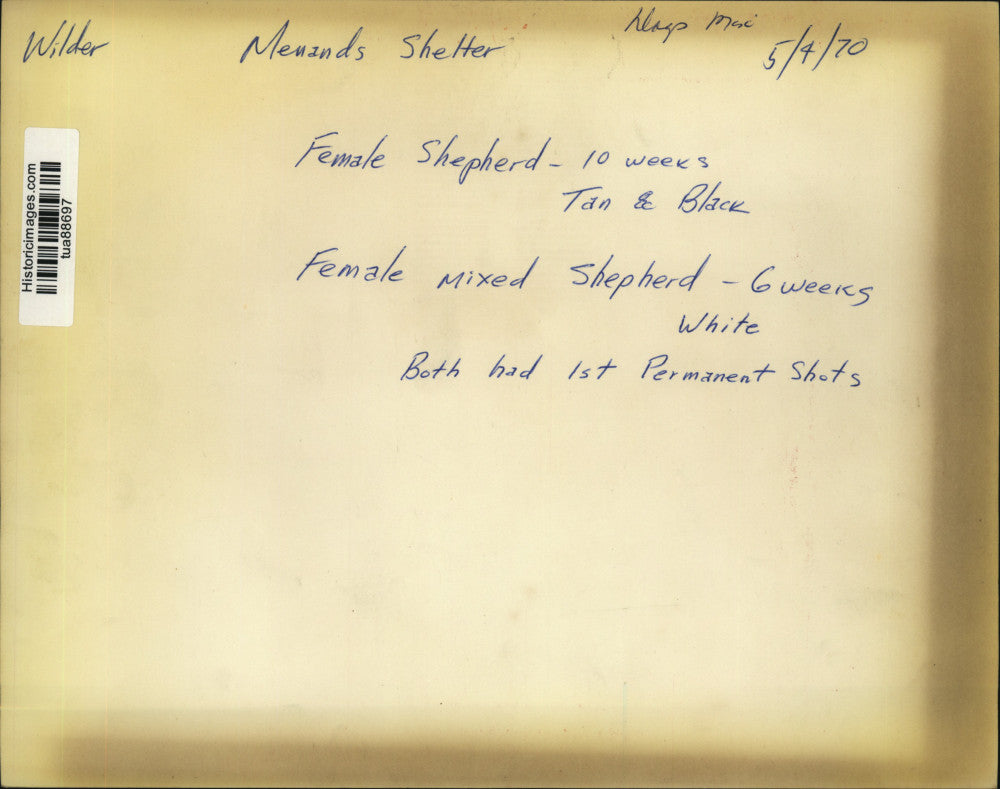 Wilder Menands Shelter 5/4/70
Historicimages.com
tua88697
Female Shepherd - 10 weeks
Tan & Black
Female Mixed Shepherd - 6 weeks
White
Both had 1st Permanent Shots